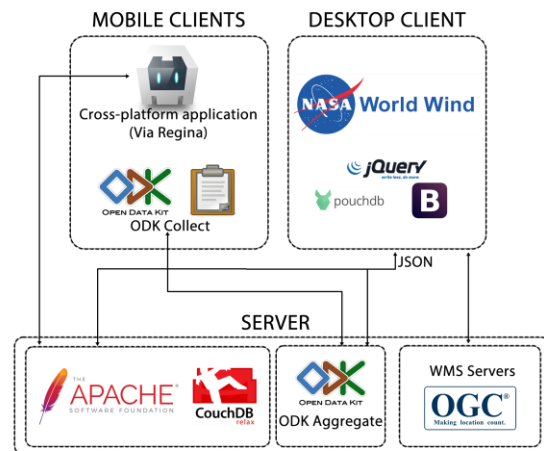 MOBILE CLIENTS
DESKTOP CLIENT
Cross-platform application
(Via Regina)
OPEN DATA KIT
ODK Collect
NASA World Wind
jQuery
write less, do more.
pouchdb
B
JSON
SERVER
THE
APACHE®
SOFTWARE FOUNDATION
CouchDB
relax
OPEN DATA KIT
ODK Aggregate
WMS Servers
OGC®
Making location count.